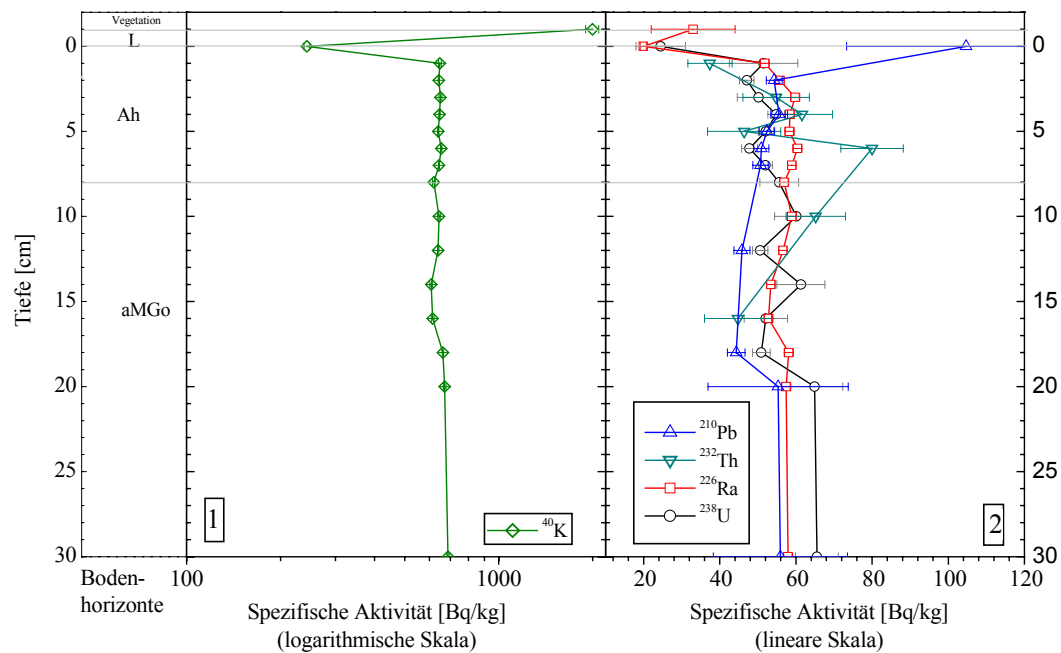 Vegetation
L
Ah
aMGo
Tiefe [cm]
0
5
10
15
20
25
30
1
⁴⁰K
Boden-
horizonte
100
1000
Spezifische Aktivität [Bq/kg]
(logarithmische Skala)
²¹⁰Pb
²³²Th
²²⁶Ra
²³⁸U
2
0
5
10
15
20
25
30
20 40 60 80 100 120
Spezifische Aktivität [Bq/kg]
(lineare Skala)